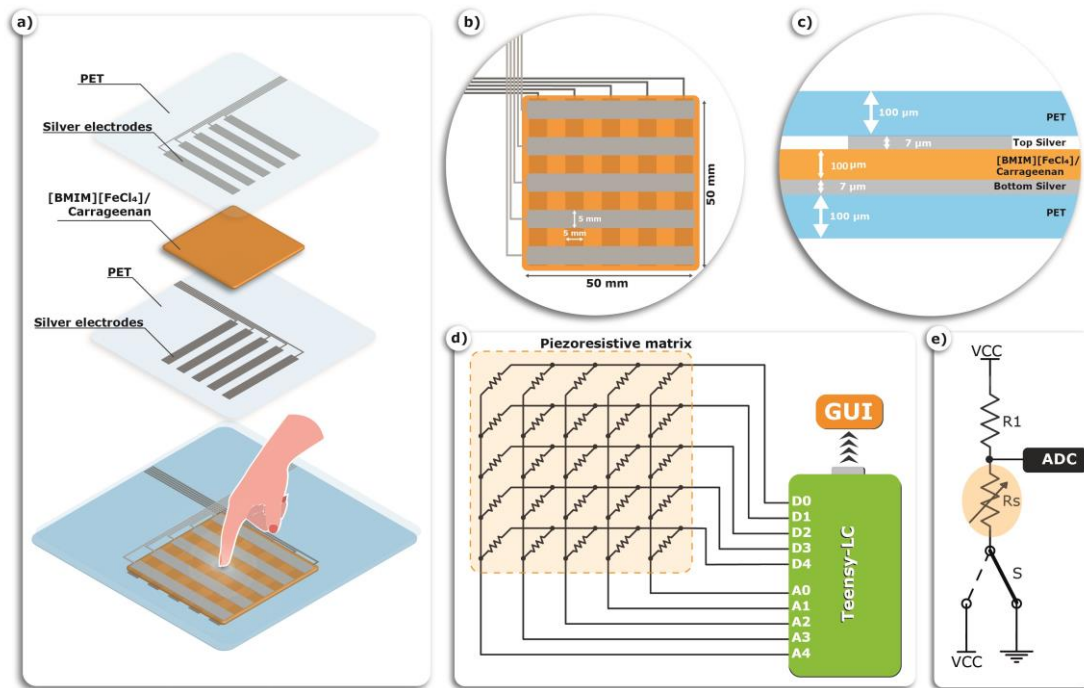 a)
PET
Silver electrodes
[BMIM][FeCl₄]/
Carrageenan
PET
Silver electrodes
b)
5 mm
5 mm
50 mm
50 mm
c)
100 µm
PET
7 µm
Top Silver
100 µm
[BMIM][FeCl₄]/
Carrageenan
7 µm
Bottom Silver
100 µm
PET
d)
Piezoresistive matrix
GUI
D0
D1
D2
D3
D4
A0
A1
A2
A3
A4
Teensy-LC
e)
VCC
R1
ADC
Rs
S
VCC